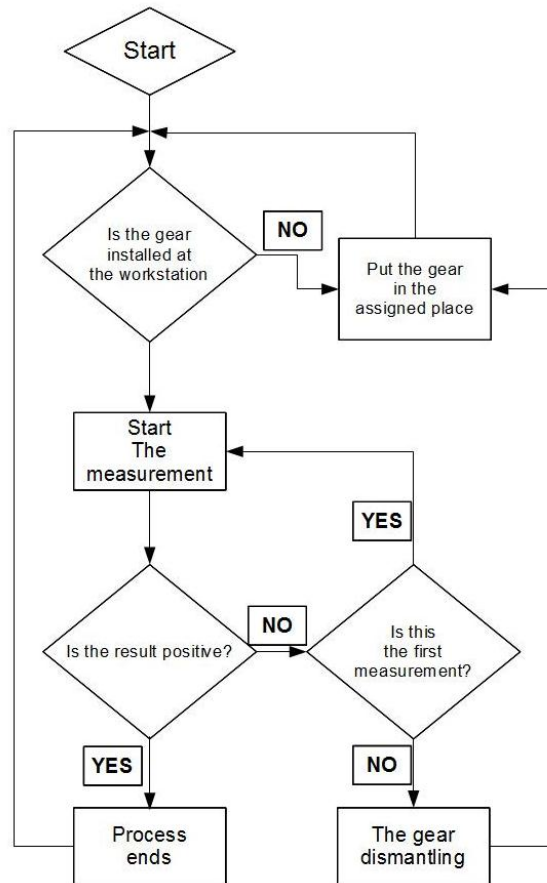 Start
Is the gear
installed at
the workstation
NO
Put the gear
in the
assigned place
Start
The
measurement
YES
Is the result positive?
NO
Is this
the first
measurement?
YES
NO
Process
ends
The gear
dismantling